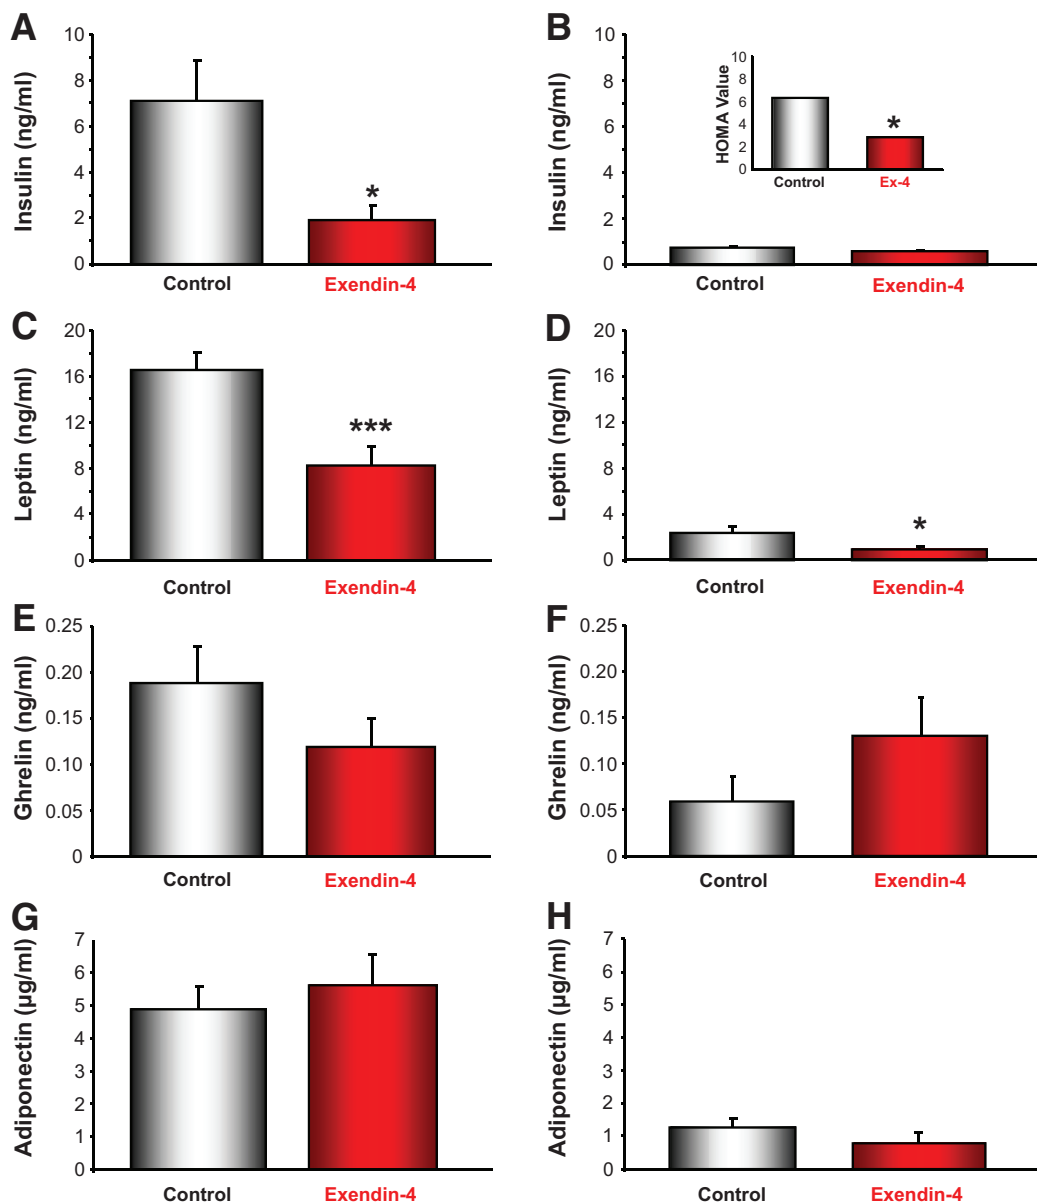 A
Insulin (ng/ml)
10
8
6
4
2
0
*
Control
Exendin-4
B
Insulin (ng/ml)
10
8
6
4
2
0
HOMA Value
10
8
6
4
2
0
*
Control
Ex-4
Control
Exendin-4
C
Leptin (ng/ml)
20
16
12
8
4
0
***
Control
Exendin-4
D
Leptin (ng/ml)
20
16
12
8
4
0
*
Control
Exendin-4
E
Ghrelin (ng/ml)
0.25
0.20
0.15
0.10
0.05
0
Control
Exendin-4
F
Ghrelin (ng/ml)
0.25
0.20
0.15
0.10
0.05
0
Control
Exendin-4
G
Adiponectin (µg/ml)
7
6
5
4
3
2
1
0
Control
Exendin-4
H
Adiponectin (µg/ml)
7
6
5
4
3
2
1
0
Control
Exendin-4